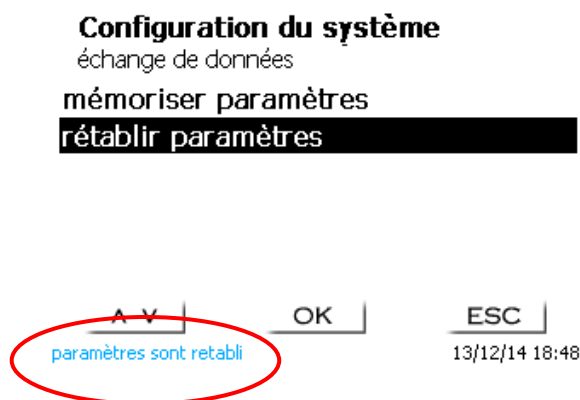 Configuration du système
échange de données
mémoriser paramètres
rétablir paramètres
OK ESC
paramètres sont retabli 13/12/14 18:48